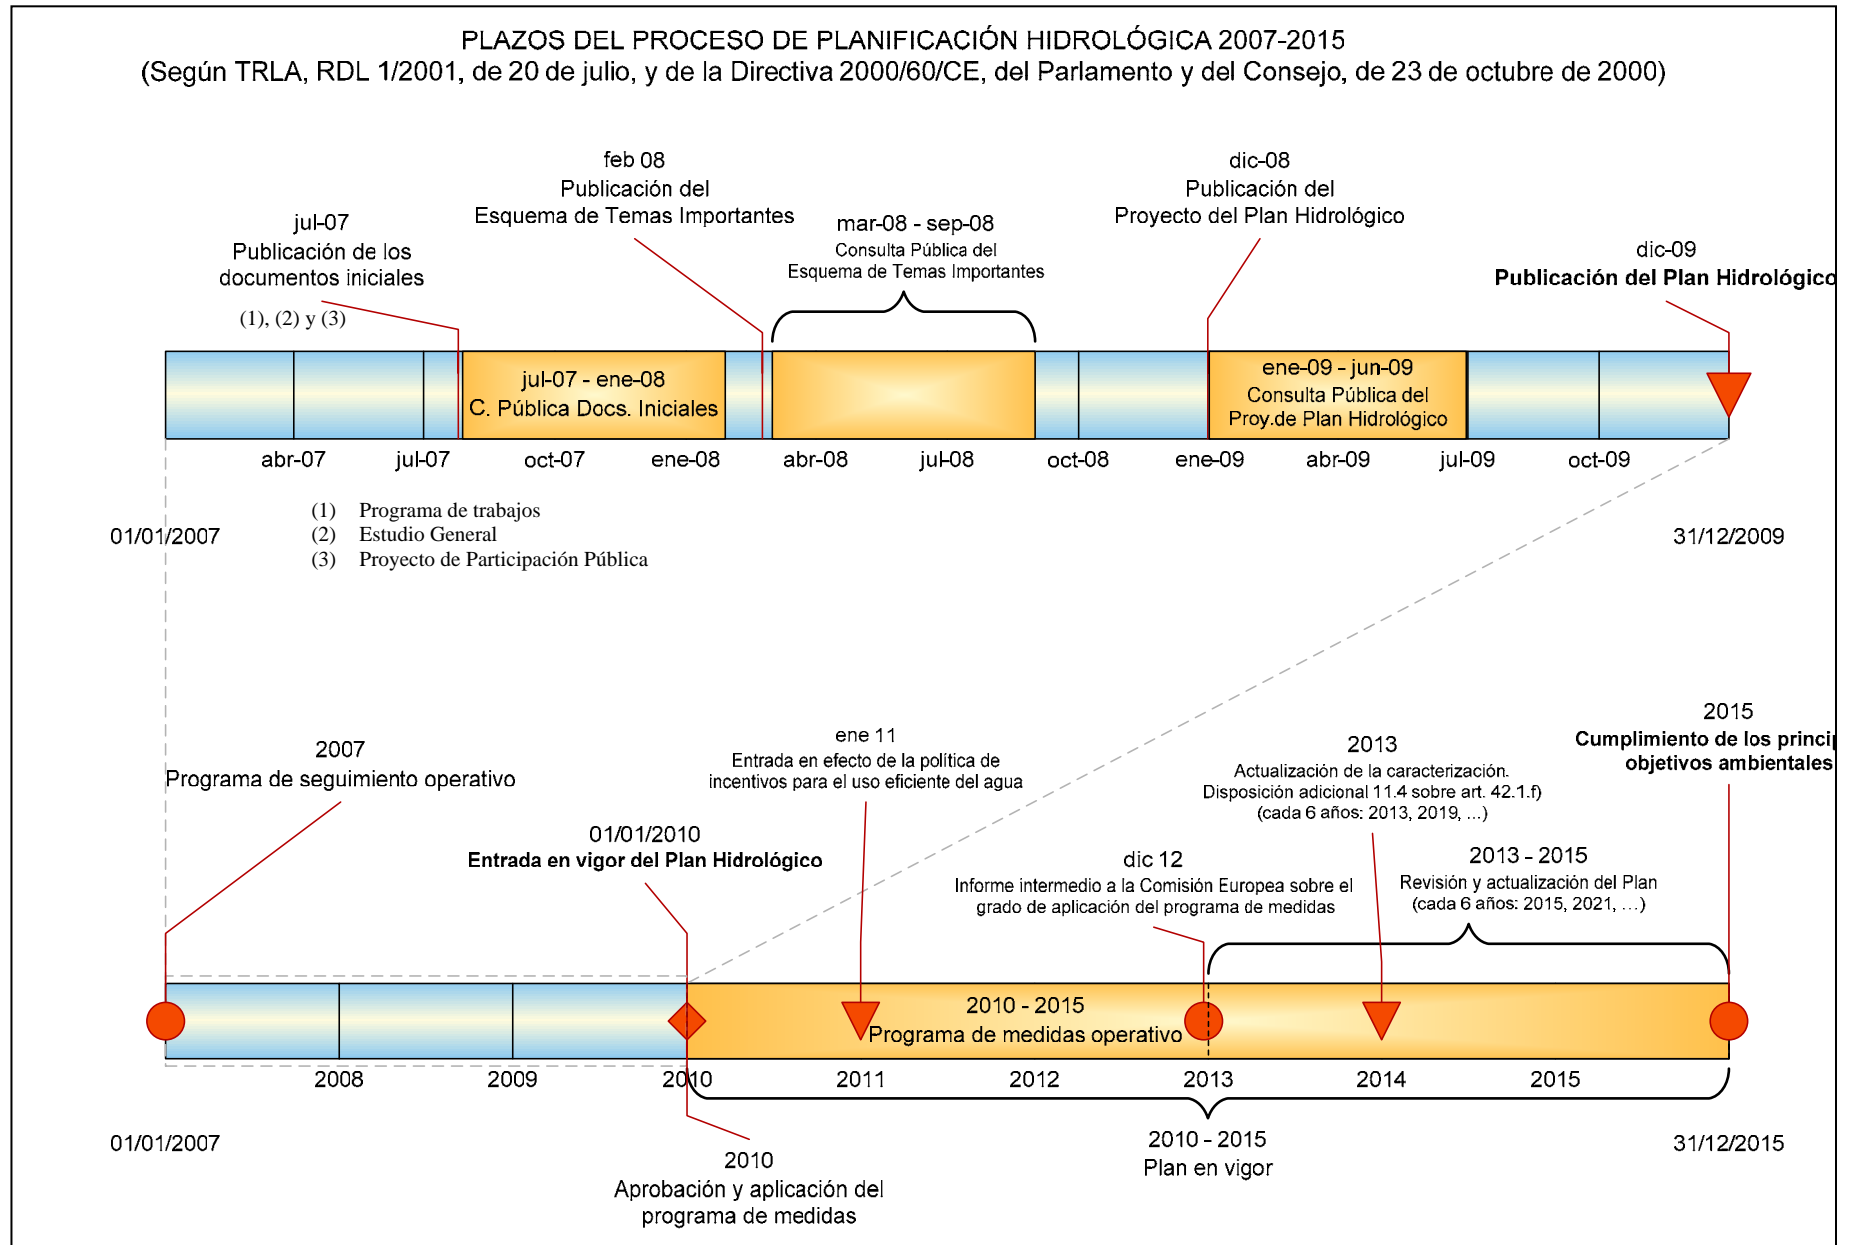 PLAZOS DEL PROCESO DE PLANIFICACIÓN HIDROLÓGICA 2007-2015
(Según TRLA, RDL 1/2001, de 20 de julio, y de la Directiva 2000/60/CE, del Parlamento y del Consejo, de 23 de octubre de 2000)
jul-07
Publicación de los
documentos iniciales
(1), (2) y (3)
feb 08
Publicación del
Esquema de Temas Importantes
mar-08 - sep-08
Consulta Pública del
Esquema de Temas Importantes
dic-08
Publicación del
Proyecto del Plan Hidrológico
dic-09
Publicación del Plan Hidrológico
jul-07 - ene-08
C. Pública Docs. Iniciales
ene-09 - jun-09
Consulta Pública del
Proy.de Plan Hidrológico
abr-07 jul-07 oct-07 ene-08 abr-08 jul-08 oct-08 ene-09 abr-09 jul-09 oct-09
01/01/2007
31/12/2009
(1) Programa de trabajos
(2) Estudio General
(3) Proyecto de Participación Pública
2007
Programa de seguimiento operativo
01/01/2010
Entrada en vigor del Plan Hidrológico
ene 11
Entrada en efecto de la política de
incentivos para el uso eficiente del agua
dic 12
Informe intermedio a la Comisión Europea sobre el
grado de aplicación del programa de medidas
2013
Actualización de la caracterización.
Disposición adicional 11.4 sobre art. 42.1.f)
(cada 6 años: 2013, 2019, ...)
2013 - 2015
Revisión y actualización del Plan
(cada 6 años: 2015, 2021, ...)
2015
Cumplimiento de los princip
objetivos ambientales
2010 - 2015
Programa de medidas operativo
2008 2009 2010 2011 2012 2013 2014 2015
01/01/2007
31/12/2015
2010
Aprobación y aplicación del
programa de medidas
2010 - 2015
Plan en vigor